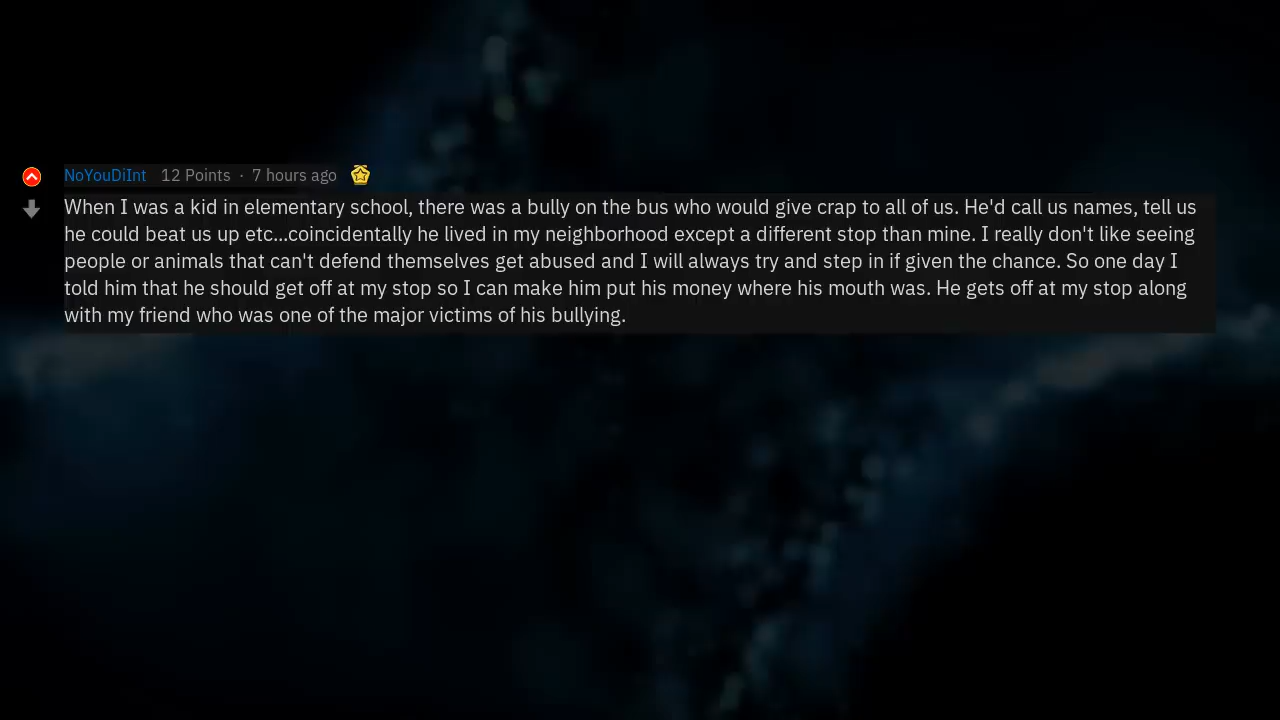 NoYouDiInt 12 Points · 7 hours ago
When I was a kid in elementary school, there was a bully on the bus who would give crap to all of us. He'd call us names, tell us
he could beat us up etc...coincidentally he lived in my neighborhood except a different stop than mine. I really don't like seeing
people or animals that can't defend themselves get abused and I will always try and step in if given the chance. So one day I
told him that he should get off at my stop so I can make him put his money where his mouth was. He gets off at my stop along
with my friend who was one of the major victims of his bullying.